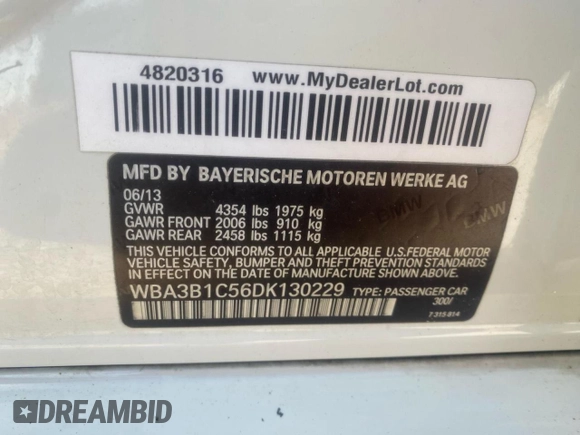 4820316 www.MyDealerLot.com
MFD BY BAYERISCHE MOTOREN WERKE AG
06/13
GVWR 4354 lbs 1975 kg
GAWR FRONT 2006 lbs 910 kg
GAWR REAR 2458 lbs 1115 kg
THIS VEHICLE CONFORMS TO ALL APPLICABLE U.S.FEDERAL MOTOR
VEHICLE SAFETY, BUMPER AND THEFT PREVENTION STANDARDS IN
EFFECT ON THE DATE OF MANUFACTURE SHOWN ABOVE.
WBA3B1C56DK130229 TYPE: PASSENGER CAR
300/
7 315-814
BMW
BMW
DREAMBID